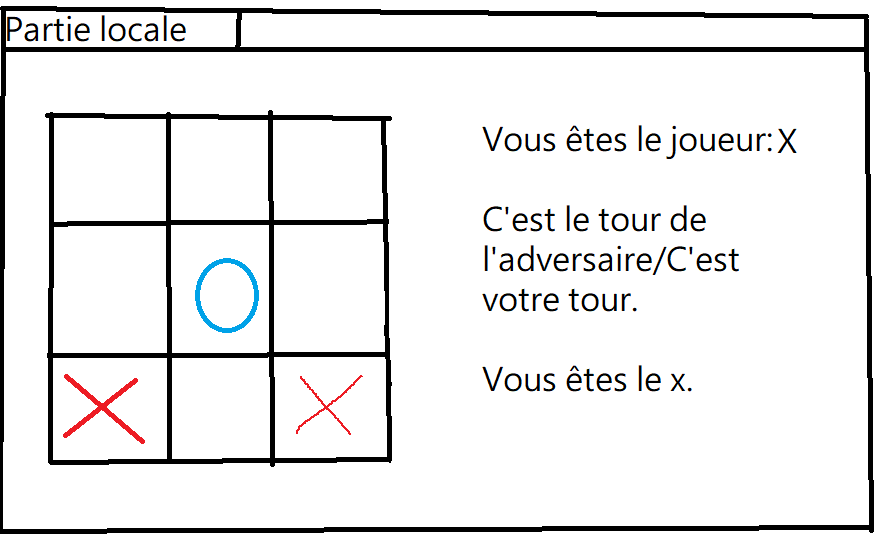 Partie locale
Vous êtes le joueur: X
C'est le tour de
l'adversaire/C'est
votre tour.
Vous êtes le x.